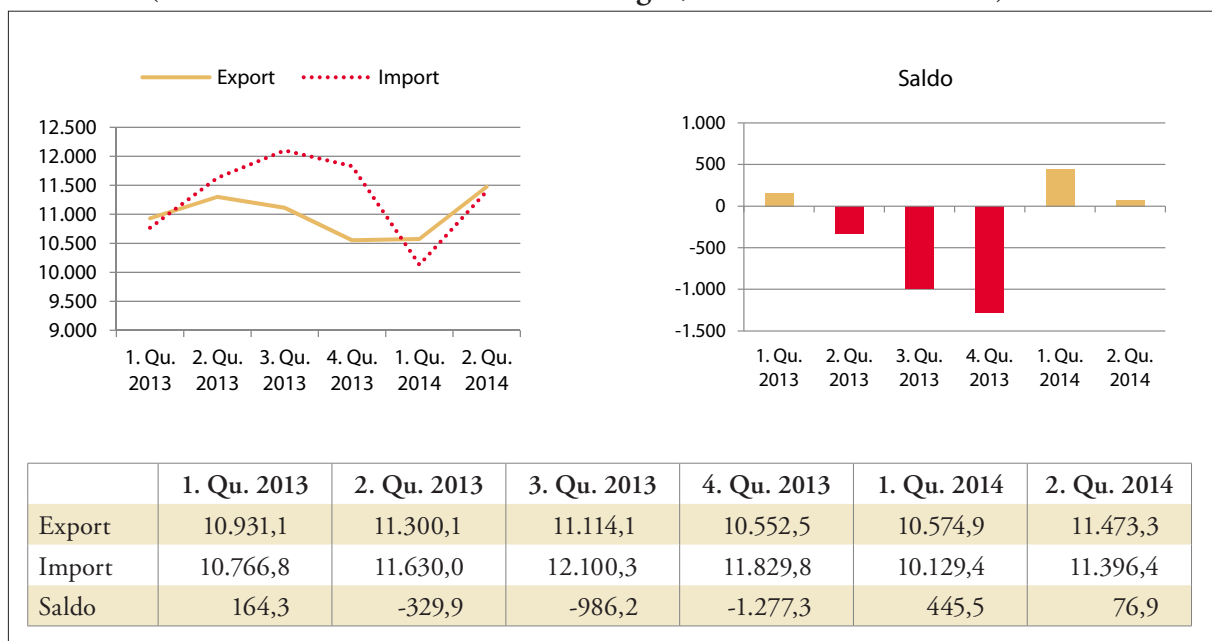 Export Import
12.500
12.000
11.500
11.000
10.500
10.000
9.500
9.000
1. Qu. 2. Qu. 3. Qu. 4. Qu. 1. Qu. 2. Qu.
2013 2013 2013 2013 2014 2014
Saldo
1.000
500
0
-500
-1.000
-1.500
1. Qu. 2. Qu. 3. Qu. 4. Qu. 1. Qu. 2. Qu.
2013 2013 2013 2013 2014 2014
1. Qu. 2013 2. Qu. 2013 3. Qu. 2013 4. Qu. 2013 1. Qu. 2014 2. Qu. 2014
Export 10.931,1 11.300,1 11.114,1 10.552,5 10.574,9 11.473,3
Import 10.766,8 11.630,0 12.100,3 11.829,8 10.129,4 11.396,4
Saldo 164,3 -329,9 -986,2 -1.277,3 445,5 76,9